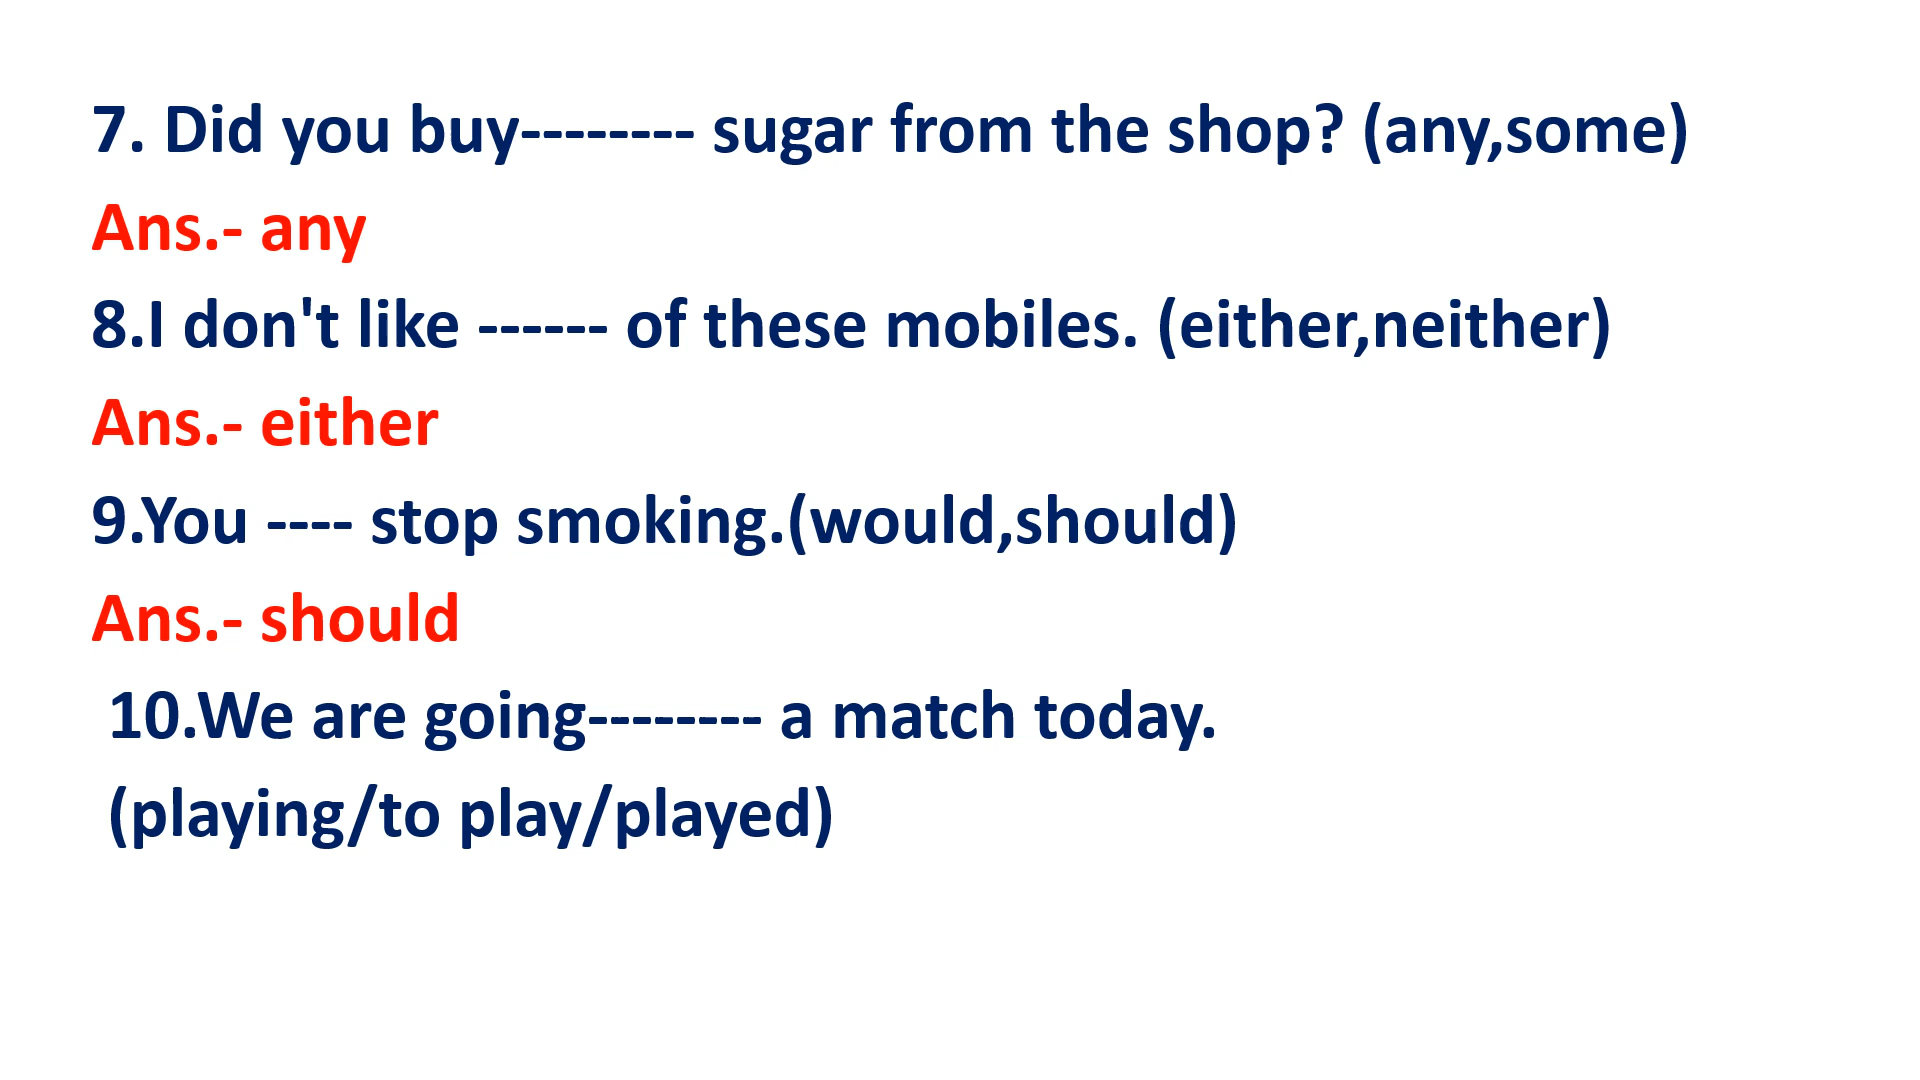 7. Did you buy-------- sugar from the shop? (any,some)
Ans.- any
8.I don't like ------ of these mobiles. (either,neither)
Ans.- either
9.You ---- stop smoking.(would,should)
Ans.- should
10.We are going-------- a match today.
(playing/to play/played)